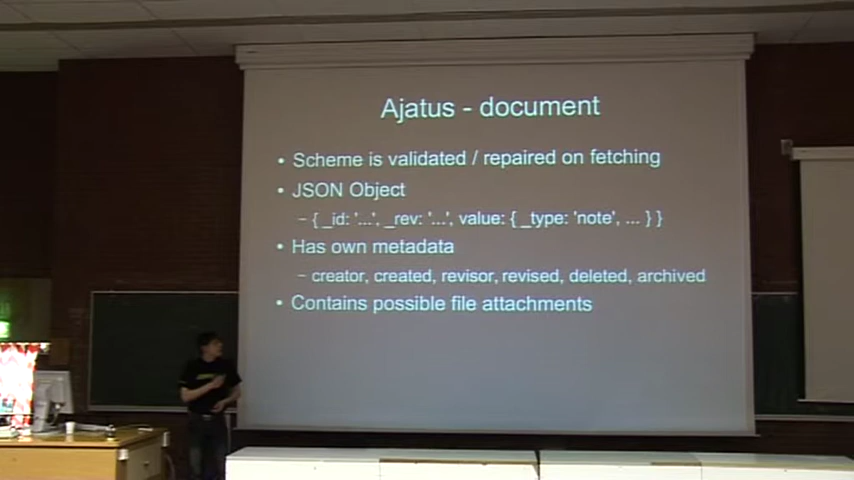 Ajatus - document
• Scheme is validated / repaired on fetching
• JSON Object
– { _id: '...', _rev: '...', value: { _type: 'note', ... } }
• Has own metadata
– creator, created, revisor, revised, deleted, archived
• Contains possible file attachments